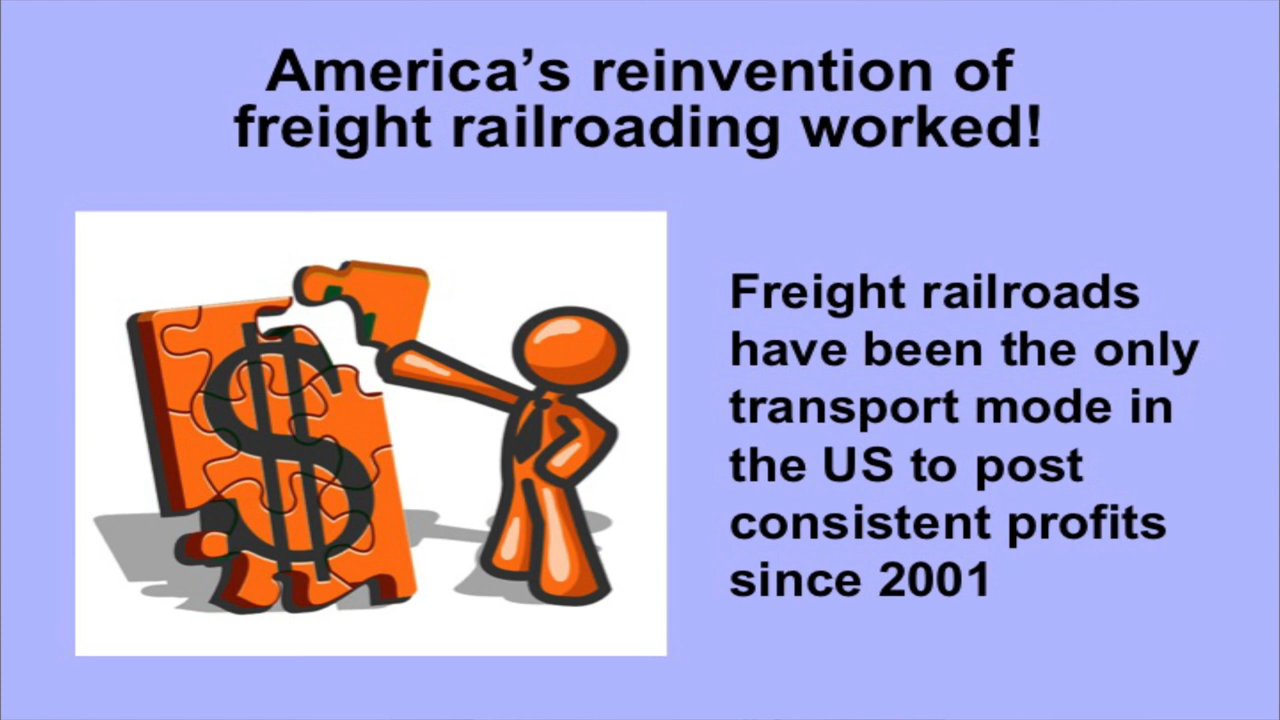 America’s reinvention of
freight railroading worked!
Freight railroads
have been the only
transport mode in
the US to post
consistent profits
since 2001
$